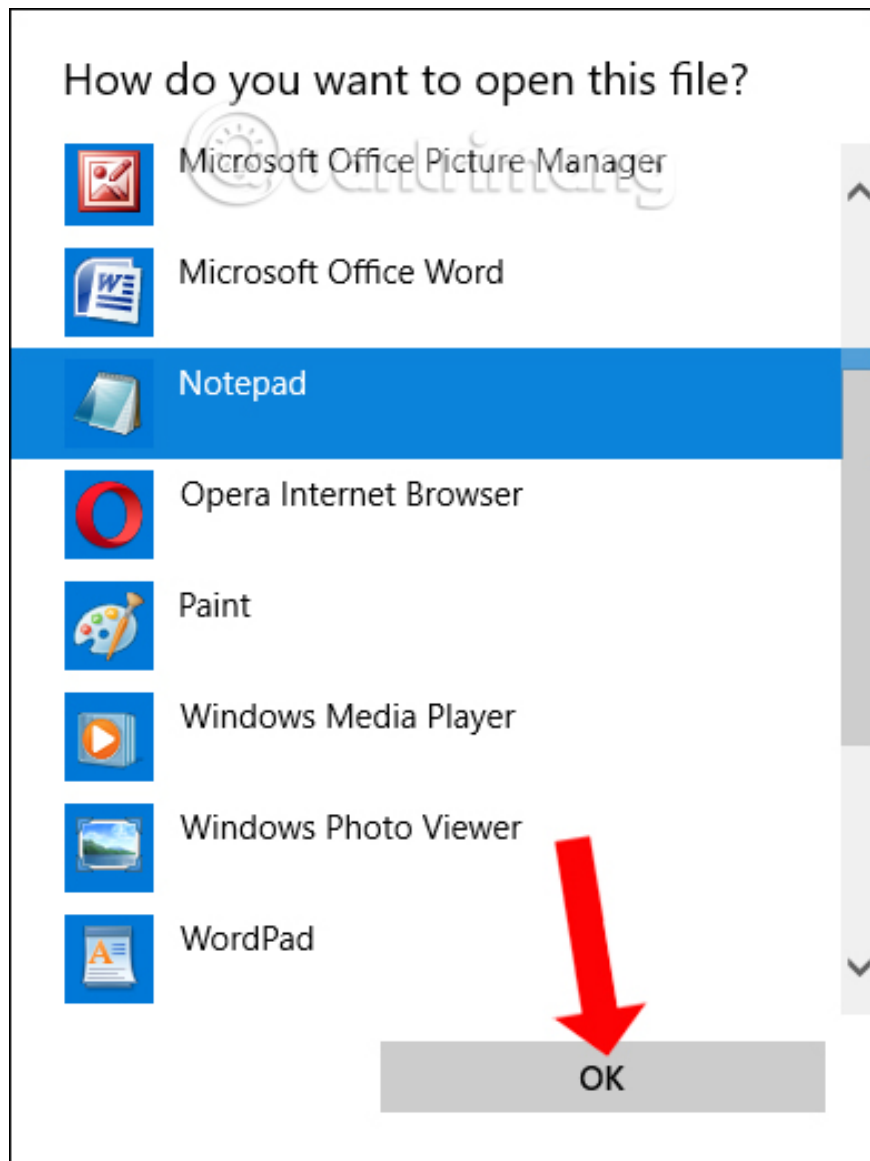 How do you want to open this file?
Microsoft Office Picture Manager
Quantrimang
Microsoft Office Word
Notepad
Opera Internet Browser
Paint
Windows Media Player
Windows Photo Viewer
WordPad
OK